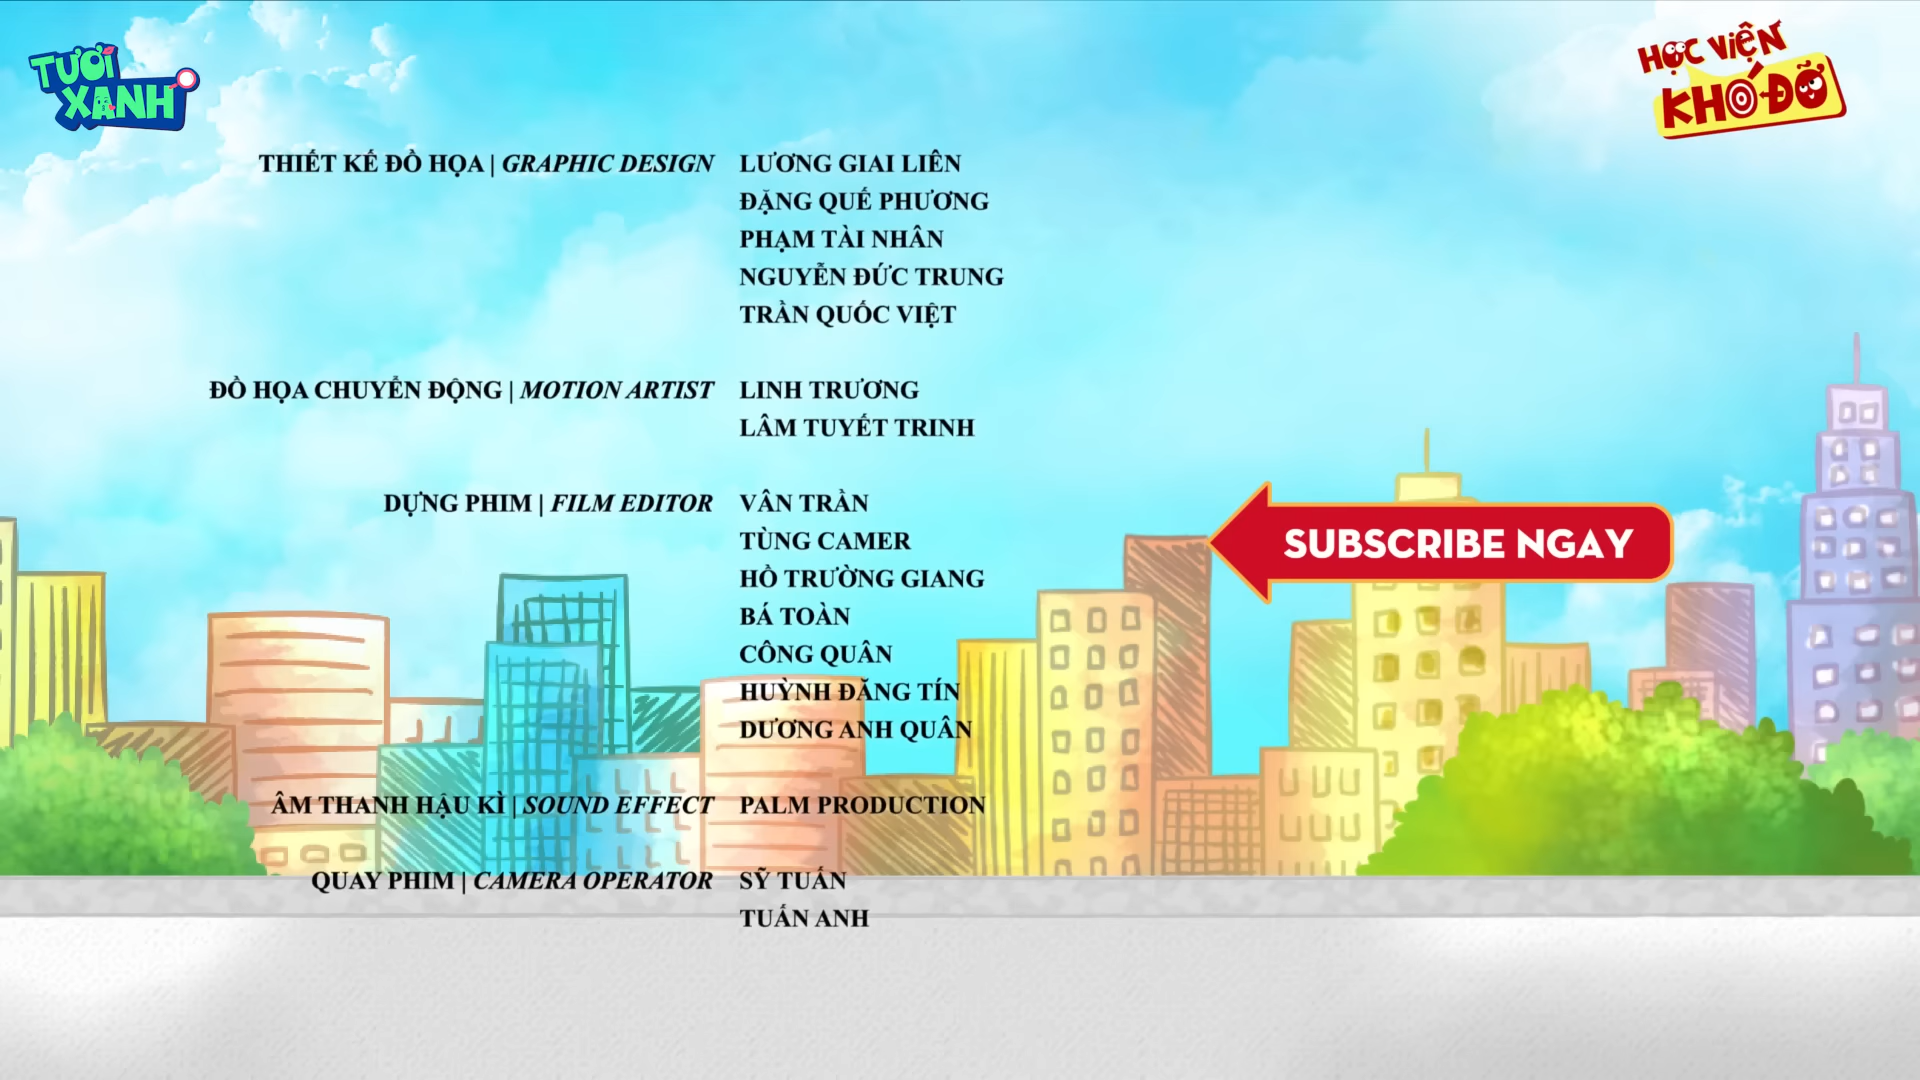 TƯƠI
XANH
HỌC VIỆN
KHÓ ĐỠ
THIẾT KẾ ĐỒ HỌA | GRAPHIC DESIGN LƯƠNG GIAI LIÊN
ĐẶNG QUẾ PHƯƠNG
PHẠM TÀI NHÂN
NGUYỄN ĐỨC TRUNG
TRẦN QUỐC VIỆT
ĐỒ HỌA CHUYỂN ĐỘNG | MOTION ARTIST LINH TRƯƠNG
LÂM TUYẾT TRINH
DỰNG PHIM | FILM EDITOR VÂN TRẦN
TÙNG CAMER
HỒ TRƯỜNG GIANG
BÁ TOÀN
CÔNG QUÂN
HUỲNH ĐĂNG TÍN
DƯƠNG ANH QUÂN
SUBSCRIBE NGAY
ÂM THANH HẬU KÌ | SOUND EFFECT PALM PRODUCTION
QUAY PHIM | CAMERA OPERATOR SỸ TUẤN
TUẤN ANH